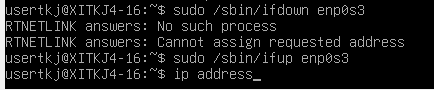 usertkj@XITKJ4-16:~$ sudo /sbin/ifdown enp0s3
RTNETLINK answers: No such process
RTNETLINK answers: Cannot assign requested address
usertkj@XITKJ4-16:~$ sudo /sbin/ifup enp0s3
usertkj@XITKJ4-16:~$ ip address_